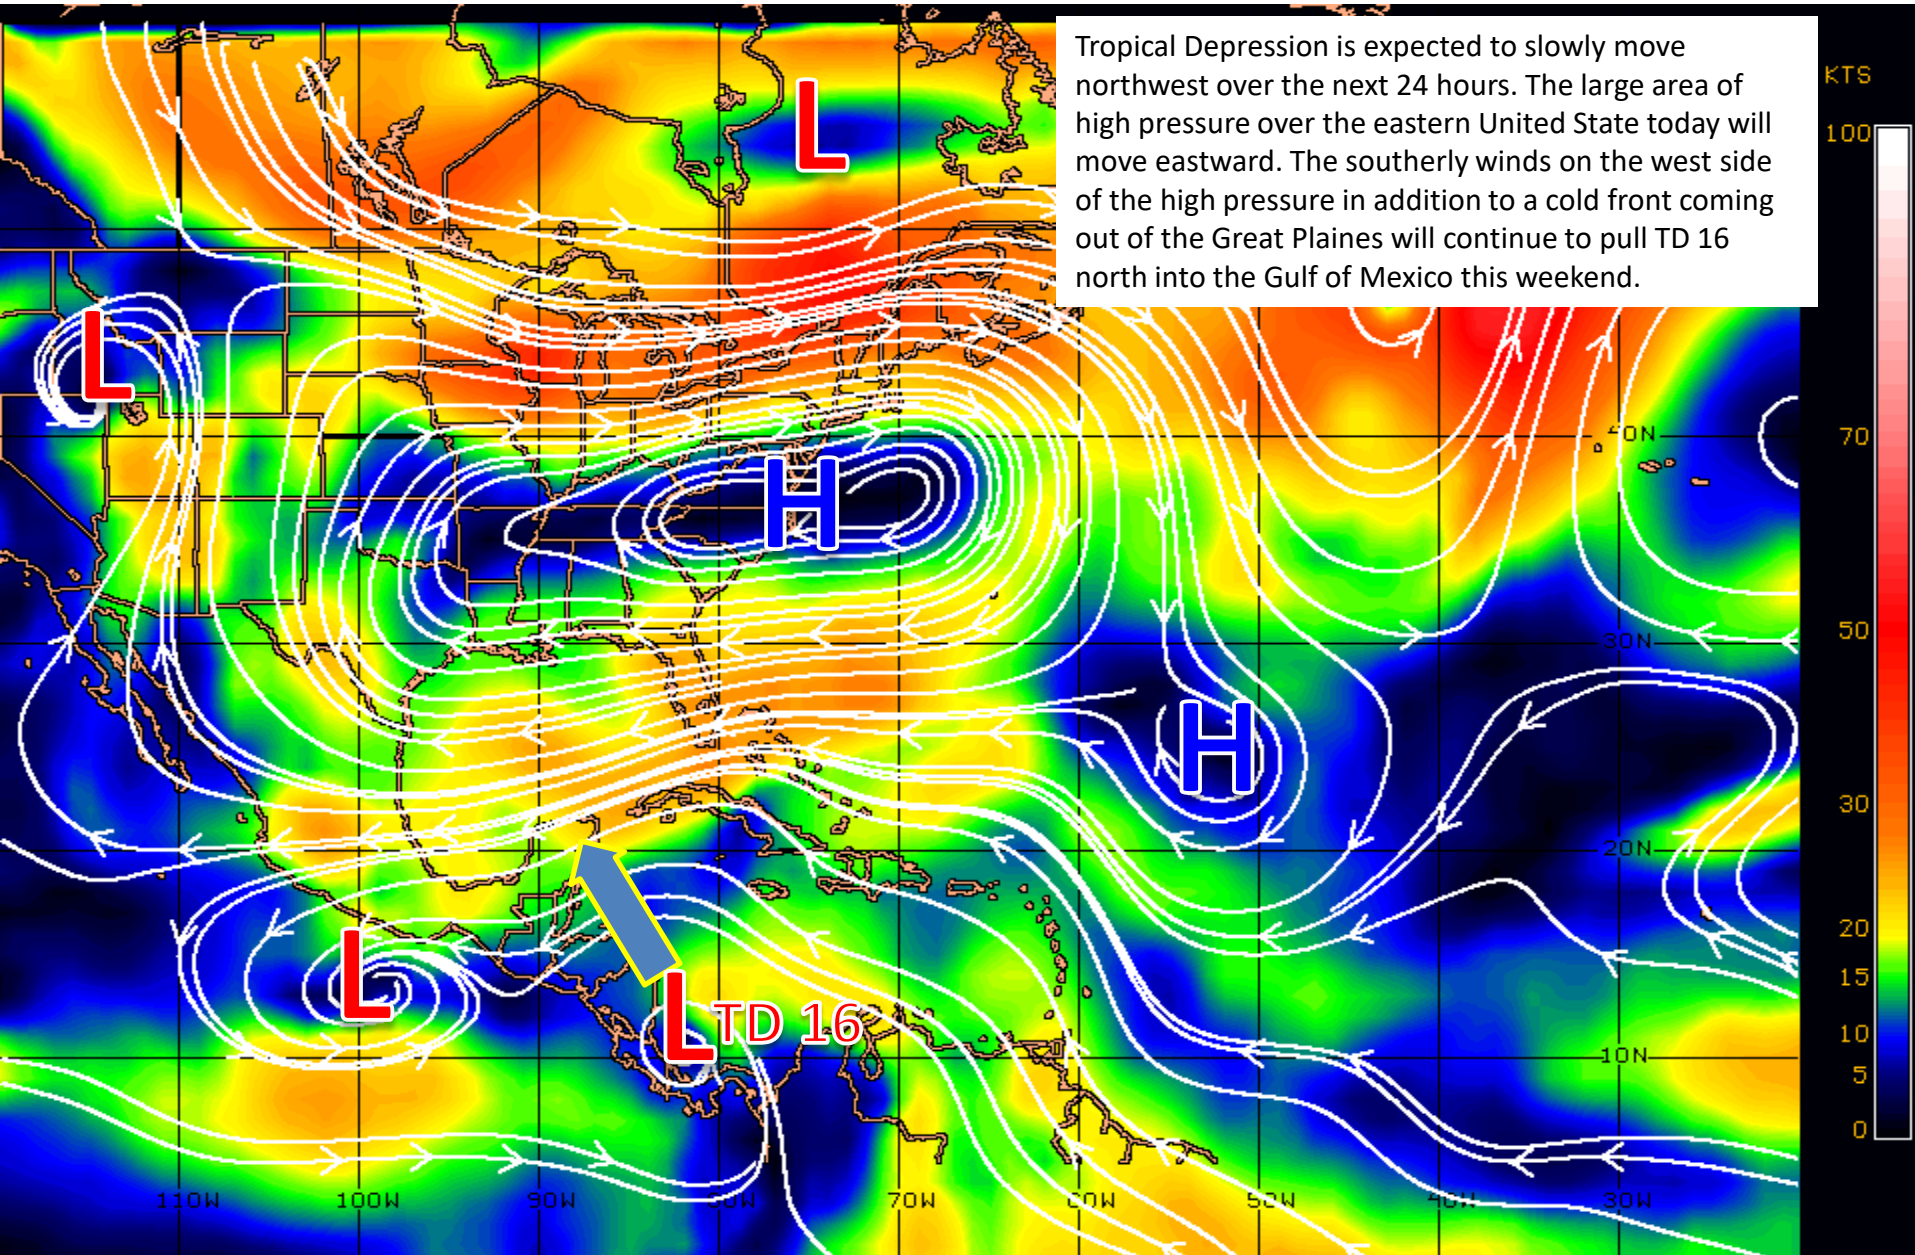 Tropical Depression is expected to slowly move
northwest over the next 24 hours. The large area of
high pressure over the eastern United State today will
move eastward. The southerly winds on the west side
of the high pressure in addition to a cold front coming
out of the Great Plaines will continue to pull TD 16
north into the Gulf of Mexico this weekend.
KTS
100
L
L
70
40N
H
50
30N
H
30
20N
20
L
15
L TD 16
10
10N
5
0
110W 100W 90W 80W 70W 60W 50W 40W 30W